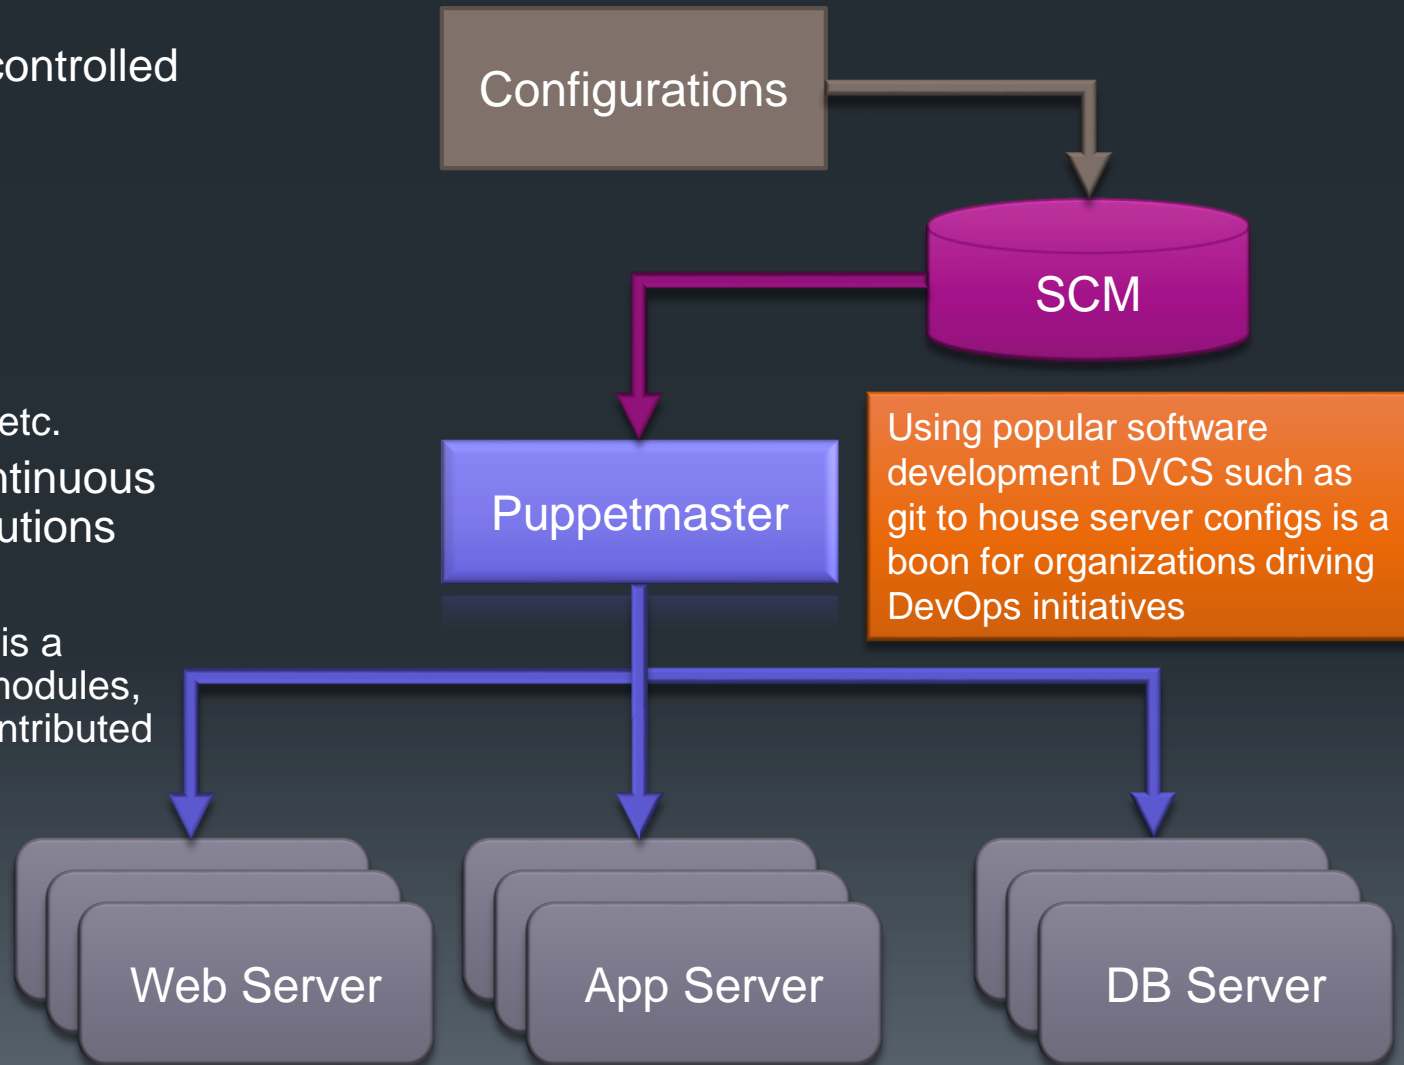 controlled
etc.
ntinuous
utions
is a
nodules,
ntributed
Configurations
SCM
Puppetmaster
Using popular software
development DVCS such as
git to house server configs is a
boon for organizations driving
DevOps initiatives
Web Server
App Server
DB Server